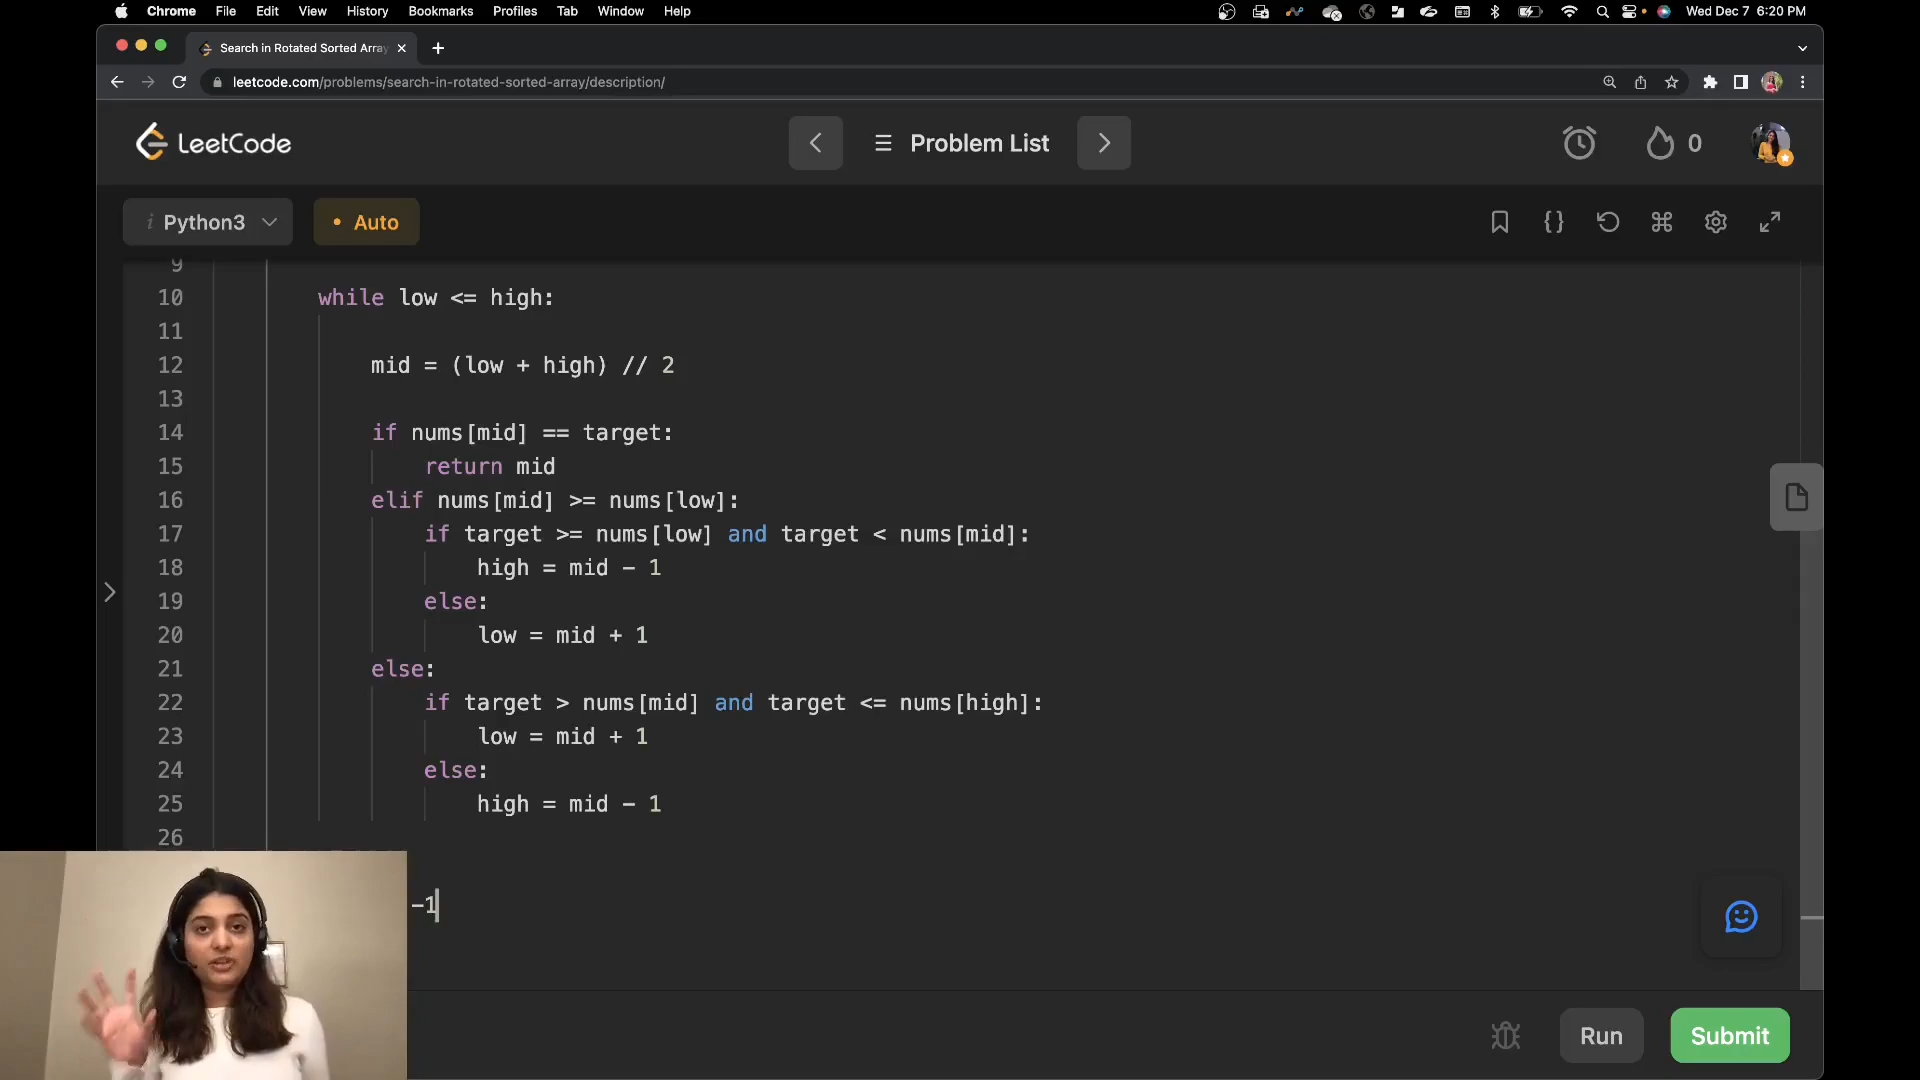 Chrome File Edit View History Bookmarks Profiles Tab Window Help Wed Dec 7 6:20 PM
Search in Rotated Sorted Array
leetcode.com/problems/search-in-rotated-sorted-array/description/
LeetCode Problem List 0
i Python3 • Auto
9
10 while low <= high:
11
12 mid = (low + high) // 2
13
14 if nums[mid] == target:
15 return mid
16 elif nums[mid] >= nums[low]:
17 if target >= nums[low] and target < nums[mid]:
18 high = mid - 1
19 else:
20 low = mid + 1
21 else:
22 if target > nums[mid] and target <= nums[high]:
23 low = mid + 1
24 else:
25 high = mid - 1
26
-1
Run Submit